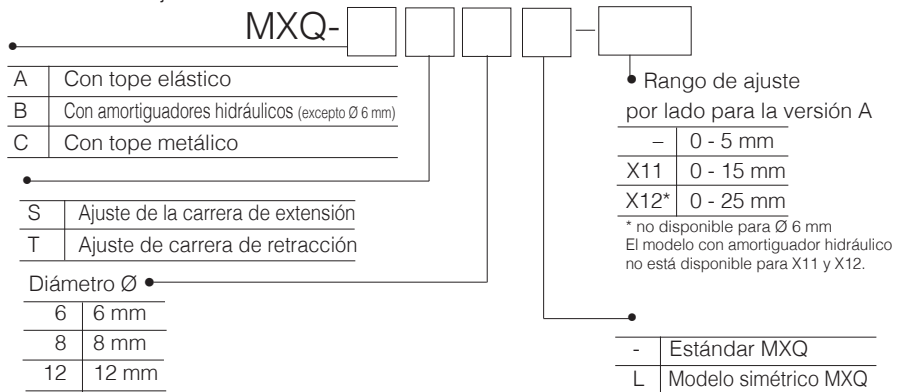 MXQ- –
A Con tope elástico
B Con amortiguadores hidráulicos (excepto Ø 6 mm)
C Con tope metálico
S Ajuste de la carrera de extensión
T Ajuste de carrera de retracción
Diámetro Ø
6 6 mm
8 8 mm
12 12 mm
Rango de ajuste
por lado para la versión A
– 0 - 5 mm
X11 0 - 15 mm
X12* 0 - 25 mm
* no disponible para Ø 6 mm
El modelo con amortiguador hidráulico
no está disponible para X11 y X12.
- Estándar MXQ
L Modelo simétrico MXQ